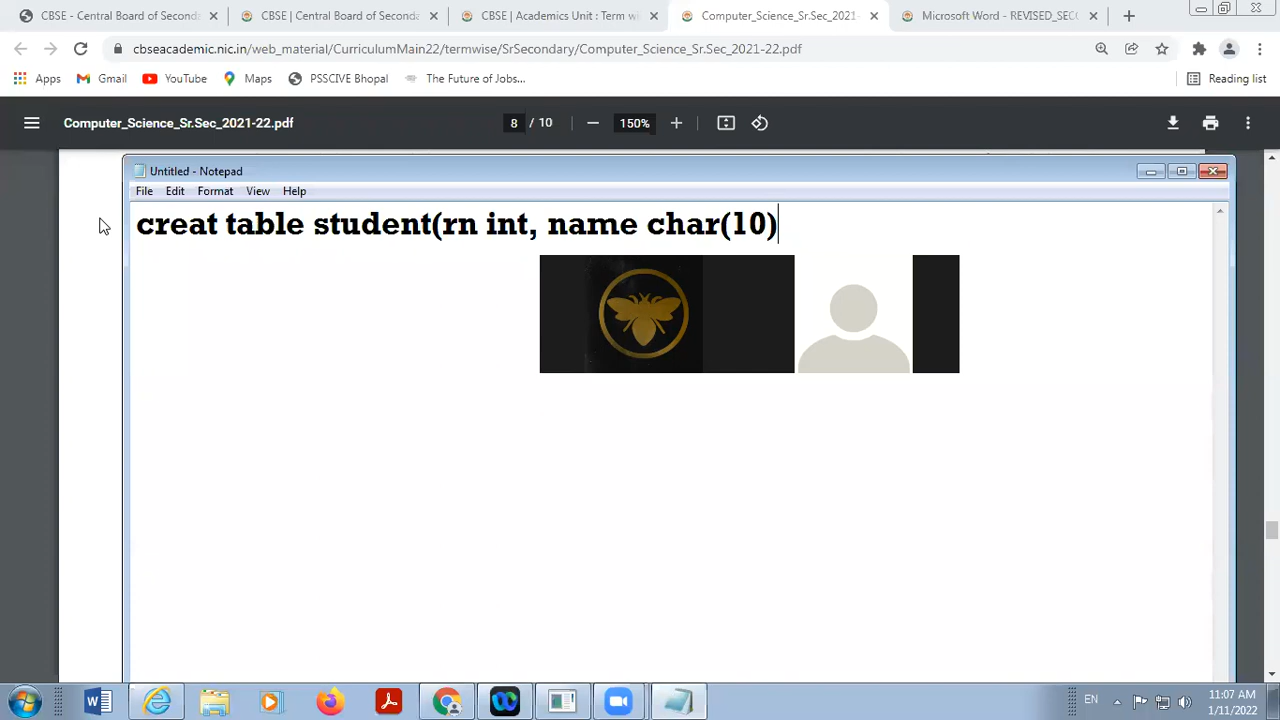 CBSE - Central Board of Second
CBSE | Central Board of Seconda
CBSE | Academics Unit : Term wi
Computer_Science_Sr.Sec_2021-
Microsoft Word - REVISED_SEC
cbseacademic.nic.in/web_material/CurriculumMain22/termwise/SrSecondary/Computer_Science_Sr.Sec_2021-22.pdf
Apps
Gmail
YouTube
Maps
PSSCIVE Bhopal
The Future of Jobs...
Reading list
Computer_Science_Sr.Sec_2021-22.pdf
8 / 10
150%
Untitled - Notepad
File Edit Format View Help
creat table student(rn int, name char(10)
EN
11:07 AM
1/11/2022